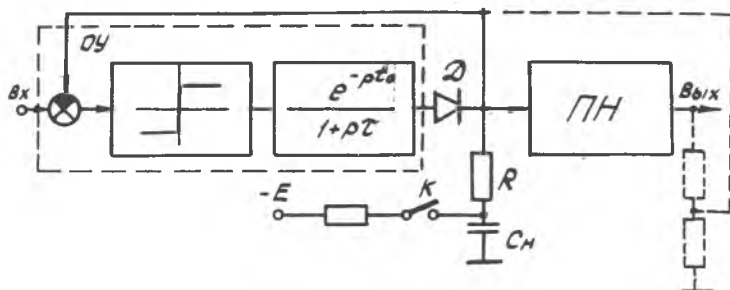 ОУ
Вх
e^{-pτ₀}
1+pτ
Д
ПН
Вых
R
-E
К
Cн